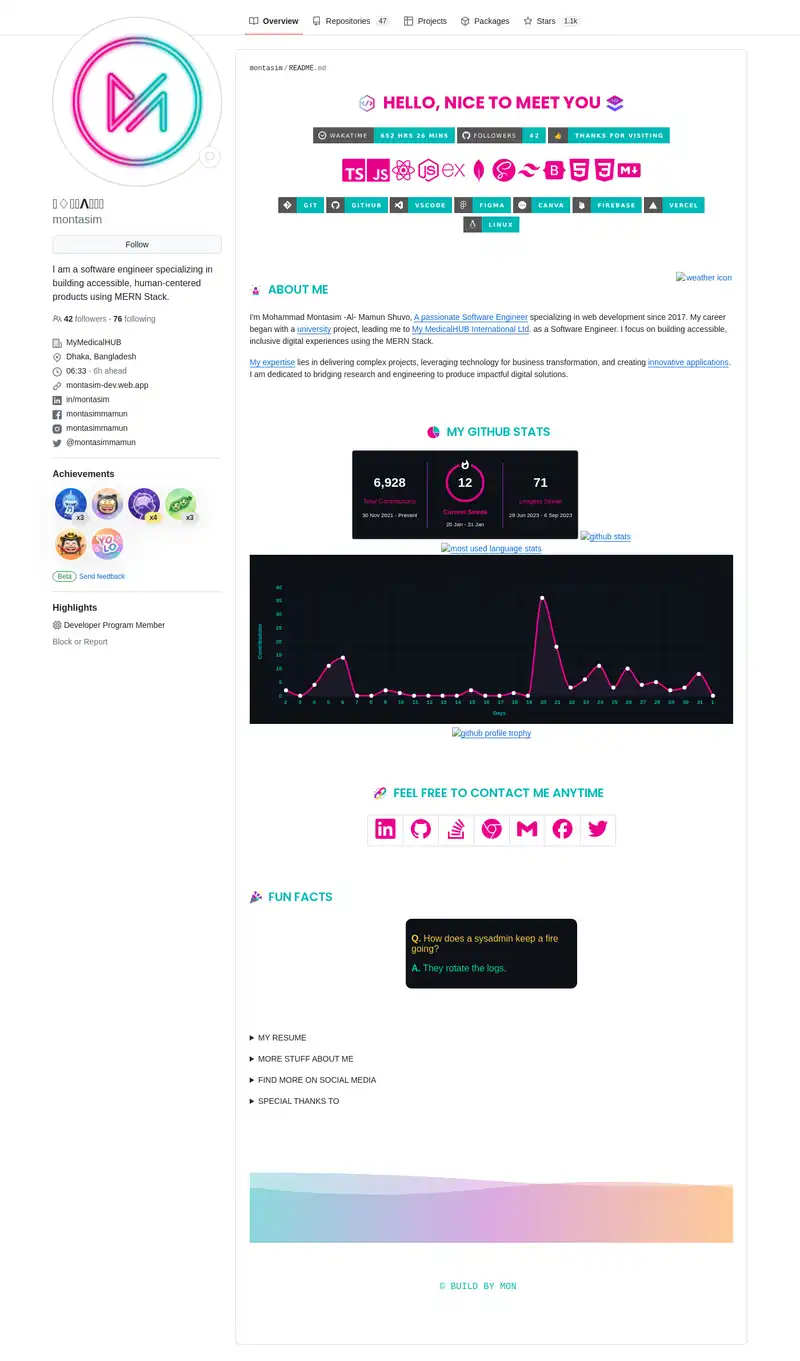 Overview
Repositories 47
Projects
Packages
Stars 1.1k
montasim
Follow
I am a software engineer specializing in
building accessible, human-centered
products using MERN Stack.
42 followers · 76 following
MyMedicalHUB
Dhaka, Bangladesh
06:33 - 6h ahead
montasim-dev.web.app
in/montasim
montasimmamun
montasimmamun
@montasimmamun
Achievements
x3
x4
x3
YOLO
Beta Send feedback
Highlights
Developer Program Member
Block or Report
montasim/README.md
HELLO, NICE TO MEET YOU
WAKATIME 652 HRS 26 MINS
FOLLOWERS 42
THANKS FOR VISITING
TS JS ex
GIT
GITHUB
VSCODE
FIGMA
CANVA
FIREBASE
VERCEL
LINUX
weather icon
ABOUT ME
I'm Mohammad Montasim -Al- Mamun Shuvo, A passionate Software Engineer specializing in web development since 2017. My career
began with a university project, leading me to My MedicalHUB International Ltd. as a Software Engineer. I focus on building accessible,
inclusive digital experiences using the MERN Stack.
My expertise lies in delivering complex projects, leveraging technology for business transformation, and creating innovative applications.
I am dedicated to bridging research and engineering to produce impactful digital solutions.
MY GITHUB STATS
6,928
Total Contributions
30 Nov 2021 - Present
12
Current Streak
20 Jan - 31 Jan
71
Longest Streak
28 Jun 2023 - 6 Sep 2023
github stats
most used language stats
Contributions
40
35
30
25
20
15
10
5
0
2 3 4 5 6 7 8 9 10 11 12 13 14 15 16 17 18 19 20 21 22 23 24 25 26 27 28 29 30 31 1
Days
github profile trophy
FEEL FREE TO CONTACT ME ANYTIME
FUN FACTS
Q. How does a sysadmin keep a fire
going?
A. They rotate the logs.
MY RESUME
MORE STUFF ABOUT ME
FIND MORE ON SOCIAL MEDIA
SPECIAL THANKS TO
© BUILD BY MON